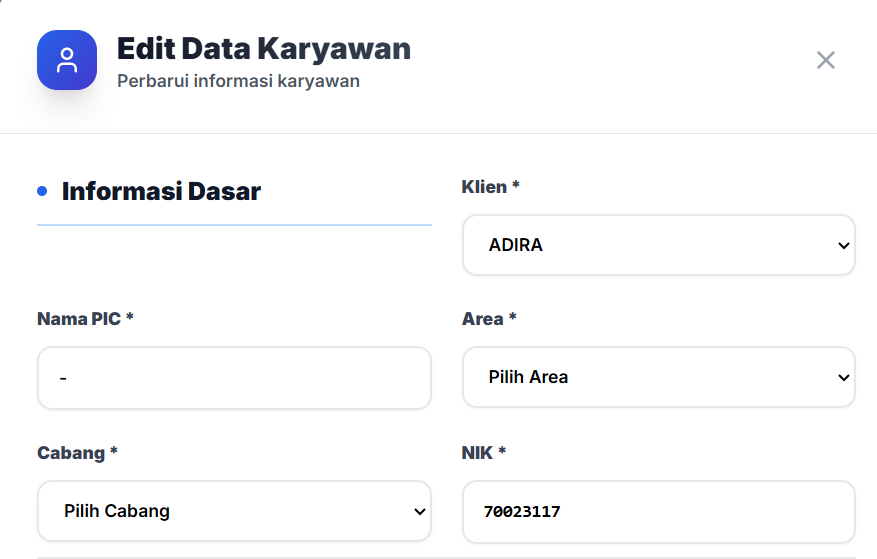 Edit Data Karyawan
Perbarui informasi karyawan
Informasi Dasar
Klien *
ADIRA
Nama PIC *
Area *
-
Pilih Area
Cabang *
NIK *
Pilih Cabang
70023117